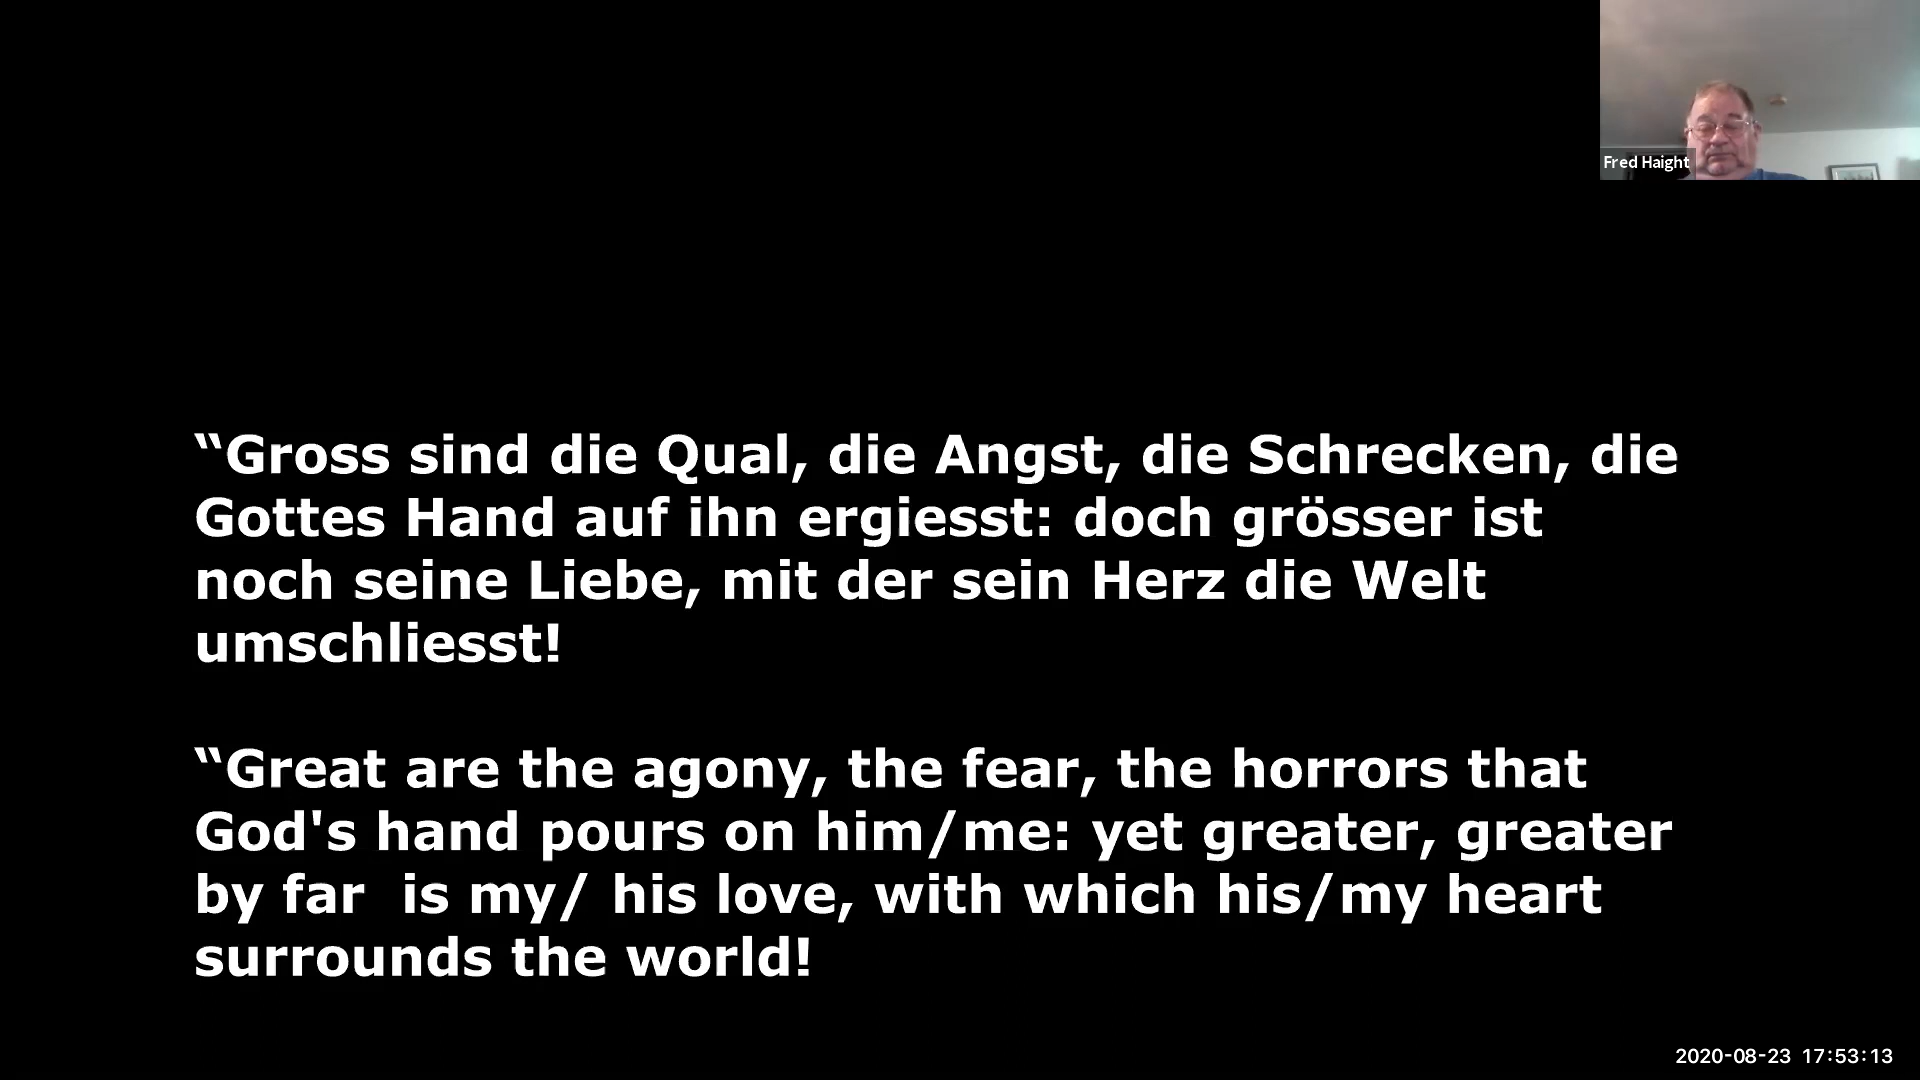 Fred Haight
“Gross sind die Qual, die Angst, die Schrecken, die
Gottes Hand auf ihn ergiesst: doch grösser ist
noch seine Liebe, mit der sein Herz die Welt
umschliesst!
“Great are the agony, the fear, the horrors that
God's hand pours on him/me: yet greater, greater
by far  is my/ his love, with which his/my heart
surrounds the world!
2020-08-23 17:53:13